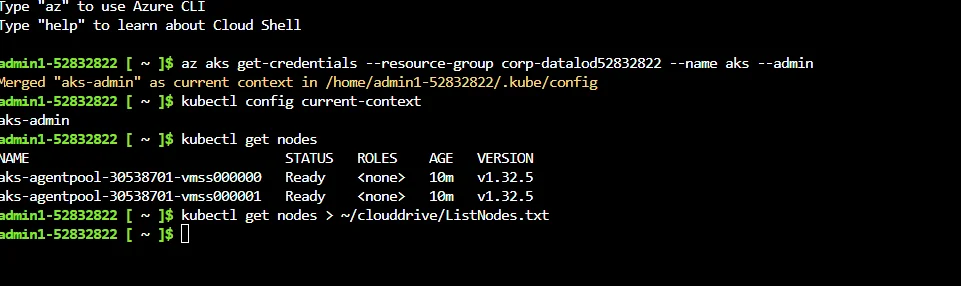 Type "az" to use Azure CLI
Type "help" to learn about Cloud Shell
admin1-52832822 [ ~ ]$ az aks get-credentials --resource-group corp-datalod52832822 --name aks --admin
Merged "aks-admin" as current context in /home/admin1-52832822/.kube/config
admin1-52832822 [ ~ ]$ kubectl config current-context
aks-admin
admin1-52832822 [ ~ ]$ kubectl get nodes
NAME STATUS ROLES AGE VERSION
aks-agentpool-30538701-vmss000000 Ready <none> 10m v1.32.5
aks-agentpool-30538701-vmss000001 Ready <none> 10m v1.32.5
admin1-52832822 [ ~ ]$ kubectl get nodes > ~/clouddrive/ListNodes.txt
admin1-52832822 [ ~ ]$